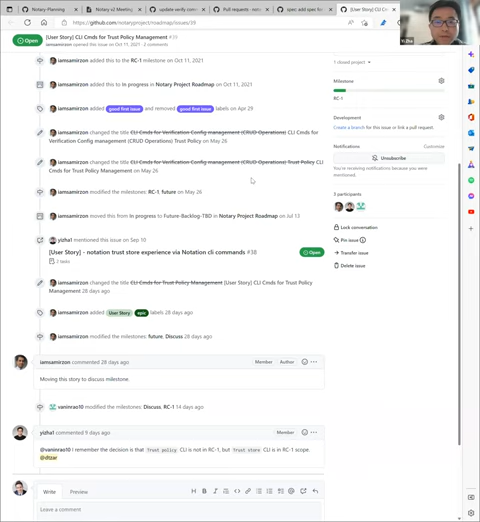 Notary-Planning
Notary v2 Meeting
update verify comm
Pull requests · no
spec: add spec fo
[User Story] CLI C
https://github.com/notaryproject/roadmap/issues/39
Open
[User Story] CLI Cmds for Trust Policy Management #39
iamsamirzon opened this issue on Oct 11, 2021 · 2 comments
iamsamirzon added this to the RC-1 milestone on Oct 11, 2021
iamsamirzon added this to In progress in Notary Project Roadmap on Oct 11, 2021
iamsamirzon added good first issue and removed good first issue labels on Apr 29
iamsamirzon changed the title CLI Cmds for Verification Config management (CRUD Operations) CLI Cmds for
Verification Config management (CRUD Operations) Trust Policy on May 26
iamsamirzon changed the title CLI Cmds for Verification Config management (CRUD Operations) Trust Policy CLI
Cmds for Trust Policy Management on May 26
iamsamirzon modified the milestones: RC-1, future on May 26
iamsamirzon moved this from In progress to Future-Backlog-TBD in Notary Project Roadmap on Jul 13
yizha1 mentioned this issue on Sep 10
[User Story] - notation trust store experience via Notation cli commands #38
Open
2 tasks
iamsamirzon changed the title CLI Cmds for Trust Policy Management [User Story] CLI Cmds for Trust Policy
Management 28 days ago
iamsamirzon added User Story epic labels 28 days ago
iamsamirzon modified the milestones: future, Discuss 28 days ago
iamsamirzon commented 28 days ago
Member
Author
Moving this story to discuss milestone.
vaninrao10 modified the milestones: Discuss, RC-1 14 days ago
yizha1 commented 9 days ago
Member
@vaninrao10 I remember the decision is that Trust policy CLI is not in RC-1, but Trust store CLI is in RC-1 scope.
@dtzar
Write
Preview
Leave a comment
1 closed project
Milestone
RC-1
Development
Create a branch for this issue or link a pull request.
Notifications
Customize
Unsubscribe
You're receiving notifications because you were
mentioned.
3 participants
Lock conversation
Pin issue
Transfer issue
Delete issue
Yi Zha